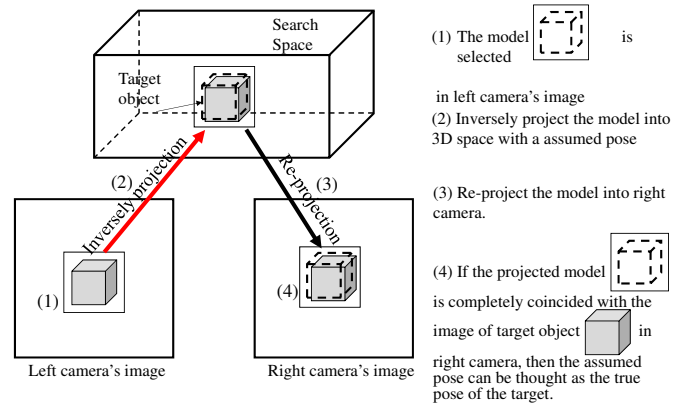 Search
Space
Target
object
(2)
Inversely projection
Re-projection
(3)
(1)
(4)
Left camera's image
Right camera's image
(1) The model is
selected
in left camera's image
(2) Inversely project the model into
3D space with a assumed pose
(3) Re-project the model into right
camera.
(4) If the projected model
is completely coincided with the
image of target object in
right camera, then the assumed
pose can be thought as the true
pose of the target.